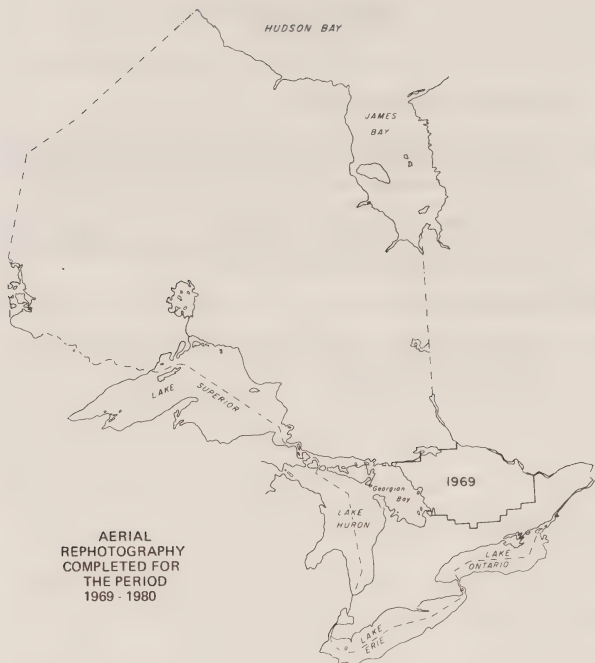 HUDSON BAY
JAMES
BAY
LAKE
SUPERIOR
Georgian
Bay
1969
LAKE
HURON
LAKE
ONTARIO
LAKE
ERIE
AERIAL
REPHOTOGRAPHY
COMPLETED FOR
THE PERIOD
1969 - 1980